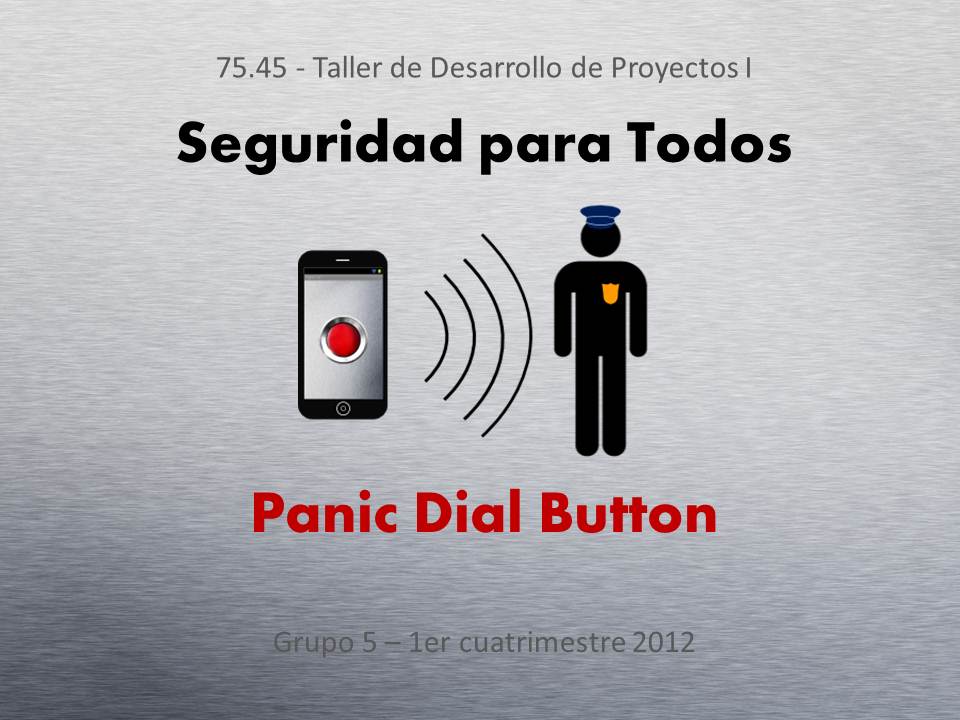 75.45 - Taller de Desarrollo de Proyectos I
Seguridad para Todos
Panic Dial Button
Grupo 5 – 1er cuatrimestre 2012